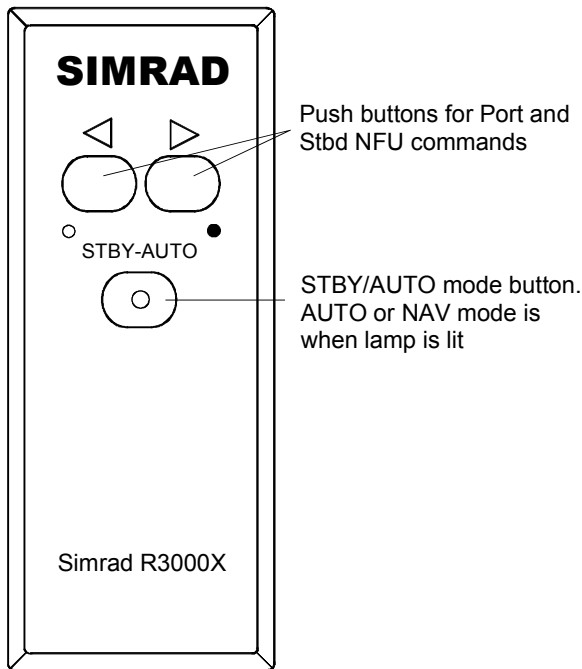 SIMRAD
Push buttons for Port and
Stbd NFU commands
STBY-AUTO
STBY/AUTO mode button.
AUTO or NAV mode is
when lamp is lit
Simrad R3000X